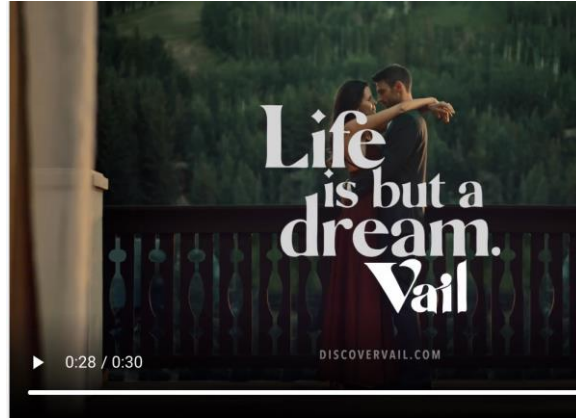 Life
is but a
dream.
Vail
DISCOVERVAIL.COM
0:28 / 0:30